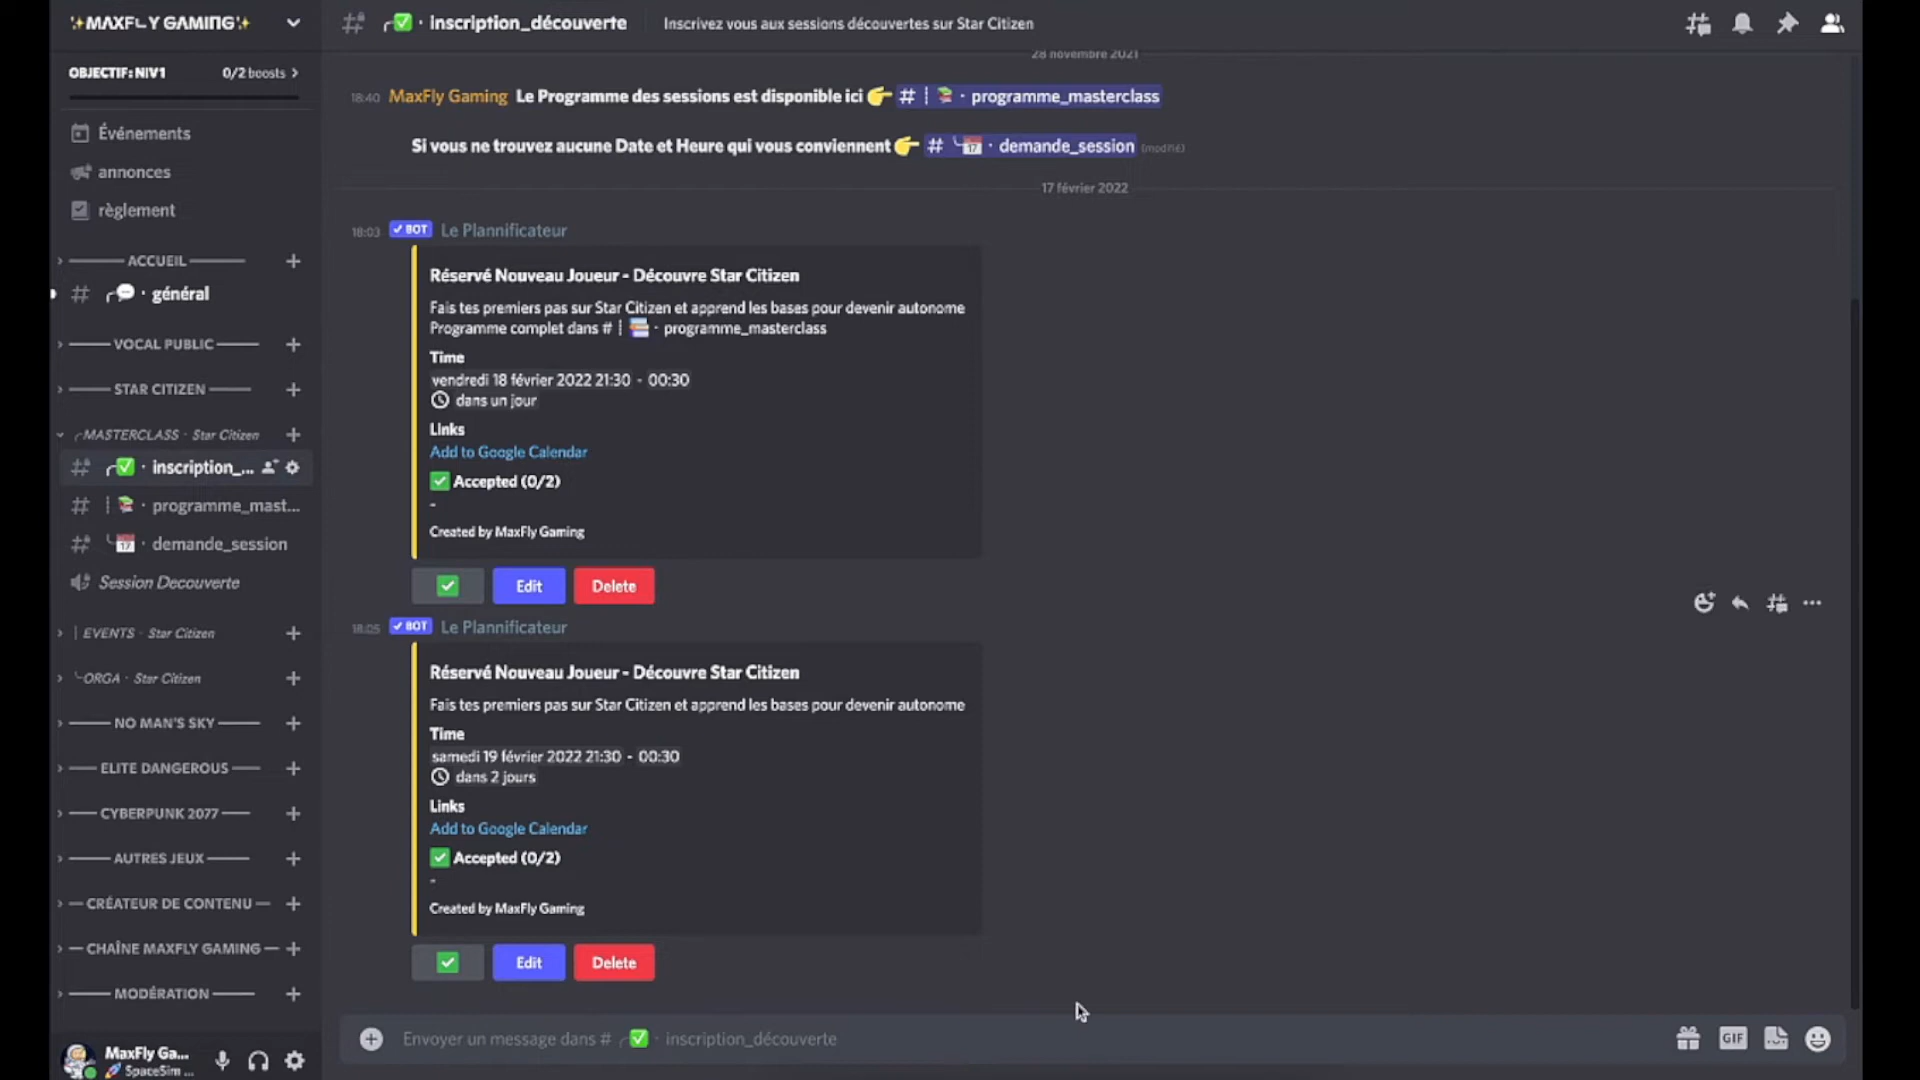 ✨MAXFLY GAMING✨
OBJECTIF: NIV1 0/2 boosts
Événements
annonces
règlement
ACCUEIL
général
VOCAL PUBLIC
STAR CITIZEN
MASTERCLASS · Star Citizen
inscription_...
programme_mast...
demande_session
Session Decouverte
EVENTS · Star Citizen
ORGA · Star Citizen
NO MAN'S SKY
ELITE DANGEROUS
CYBERPUNK 2077
AUTRES JEUX
CRÉATEUR DE CONTENU
CHAÎNE MAXFLY GAMING
MODÉRATION
MaxFly Ga...
🚀 SpaceSim ...
# ╭✅ · inscription_découverte Inscrivez vous aux sessions découvertes sur Star Citizen
28 novembre 2021
18:40 MaxFly Gaming Le Programme des sessions est disponible ici 👉 # ┆📚 · programme_masterclass
Si vous ne trouvez aucune Date et Heure qui vous conviennent 👉 # ╰📅 · demande_session (modifié)
17 février 2022
18:03 ✓ BOT Le Plannificateur
Réservé Nouveau Joueur - Découvre Star Citizen
Fais tes premiers pas sur Star Citizen et apprend les bases pour devenir autonome
Programme complet dans # ┆📚 · programme_masterclass
Time
vendredi 18 février 2022 21:30 - 00:30
dans un jour
Links
Add to Google Calendar
✅ Accepted (0/2)
-
Created by MaxFly Gaming
✅ Edit Delete
18:05 ✓ BOT Le Plannificateur
Réservé Nouveau Joueur - Découvre Star Citizen
Fais tes premiers pas sur Star Citizen et apprend les bases pour devenir autonome
Time
samedi 19 février 2022 21:30 - 00:30
dans 2 jours
Links
Add to Google Calendar
✅ Accepted (0/2)
-
Created by MaxFly Gaming
✅ Edit Delete
Envoyer un message dans # ╭✅ · inscription_découverte
GIF